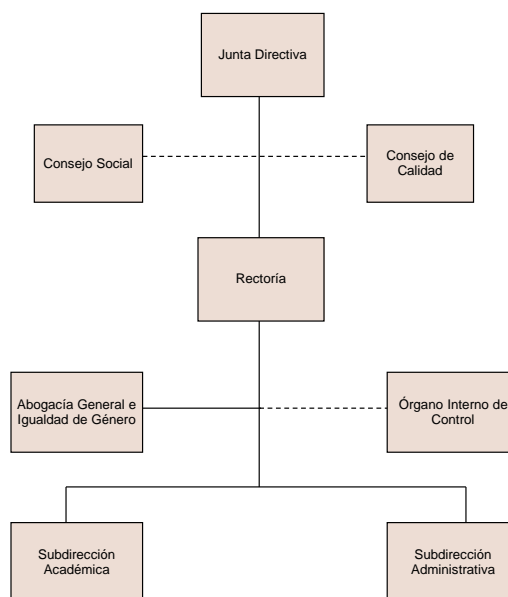 Junta Directiva
Consejo Social
Consejo de
Calidad
Rectoría
Abogacía General e
Igualdad de Género
Órgano Interno de
Control
Subdirección
Académica
Subdirección
Administrativa